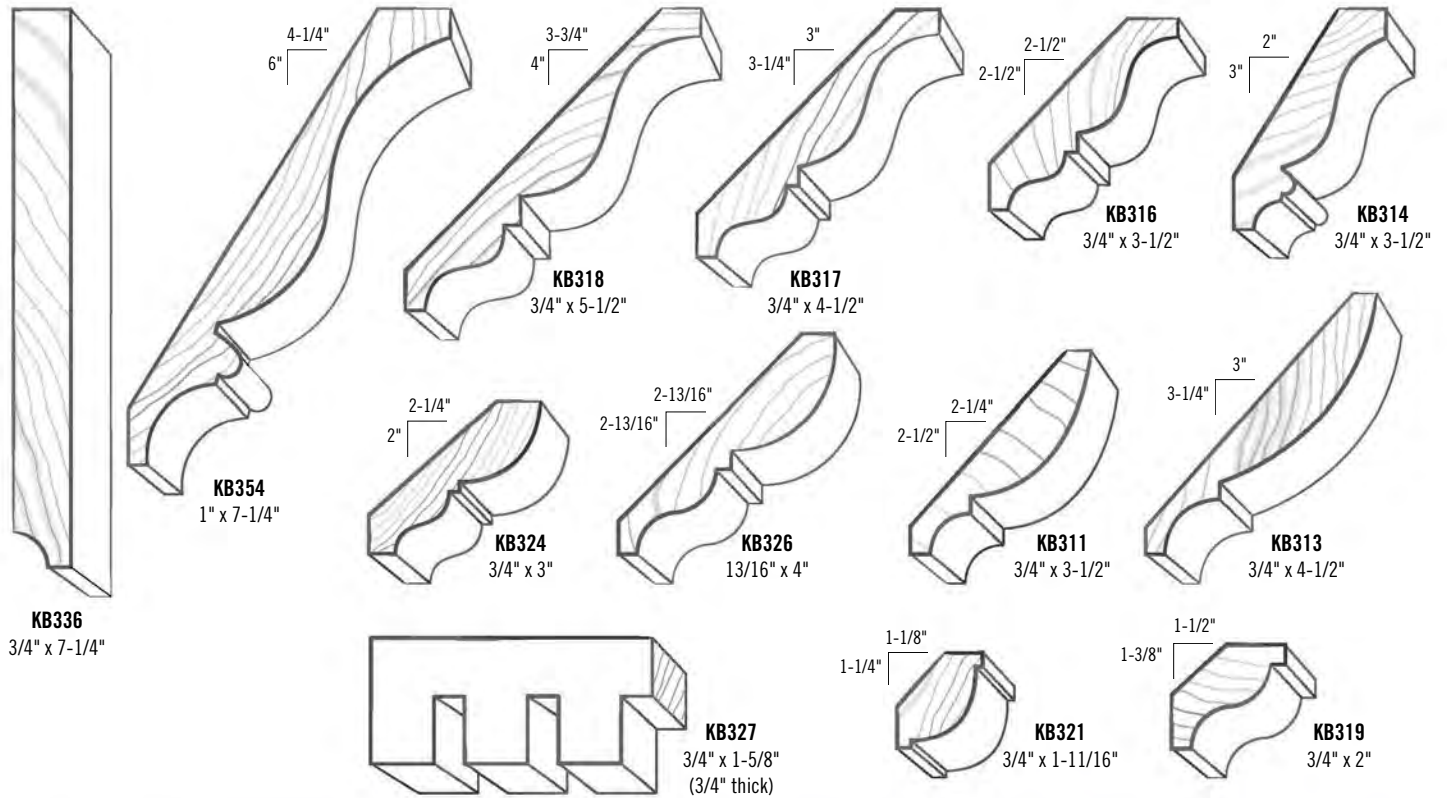 4-1/4"
6"
KB354
1" x 7-1/4"
3-3/4"
4"
KB318
3/4" x 5-1/2"
3"
3-1/4"
KB317
3/4" x 4-1/2"
2-1/2"
2-1/2"
KB316
3/4" x 3-1/2"
2"
3"
KB314
3/4" x 3-1/2"
KB336
3/4" x 7-1/4"
2-1/4"
2"
KB324
3/4" x 3"
2-13/16"
2-13/16"
KB326
13/16" x 4"
2-1/4"
2-1/2"
KB311
3/4" x 3-1/2"
3"
3-1/4"
KB313
3/4" x 4-1/2"
KB327
3/4" x 1-5/8"
(3/4" thick)
1-1/8"
1-1/4"
KB321
3/4" x 1-11/16"
1-1/2"
1-3/8"
KB319
3/4" x 2"